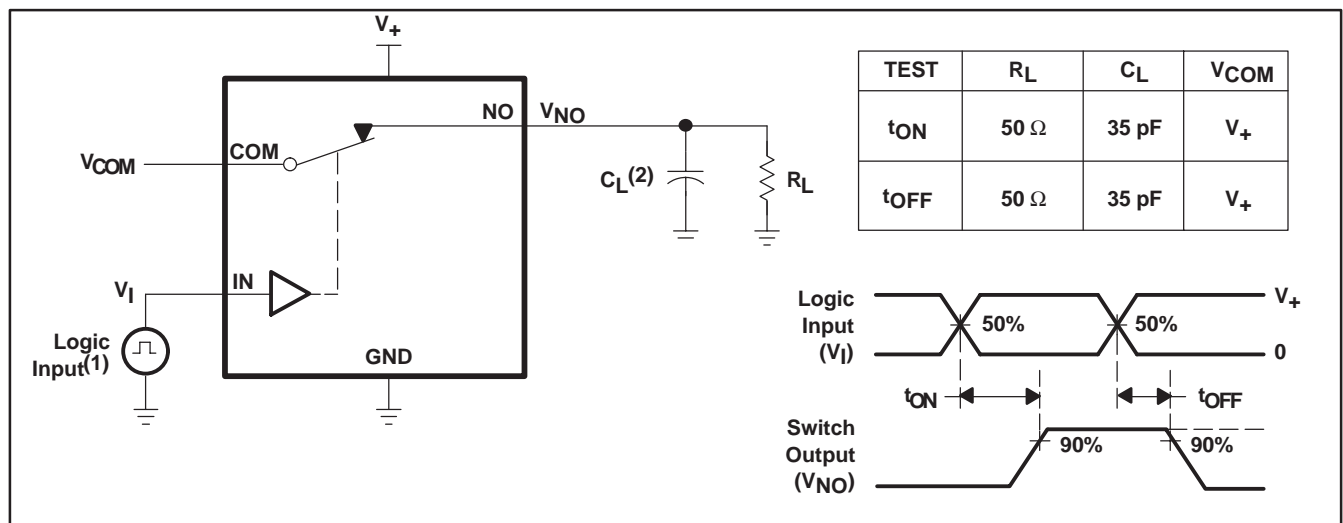 V+
NO
VNO
COM
VCOM
CL(2)
RL
VI
IN
Logic
Input(1)
GND
TEST RL CL VCOM
tON 50 Ω 35 pF V+
tOFF 50 Ω 35 pF V+
Logic
Input
(VI)
50%
50%
V+
0
tON
tOFF
Switch
Output
(VNO)
90%
90%